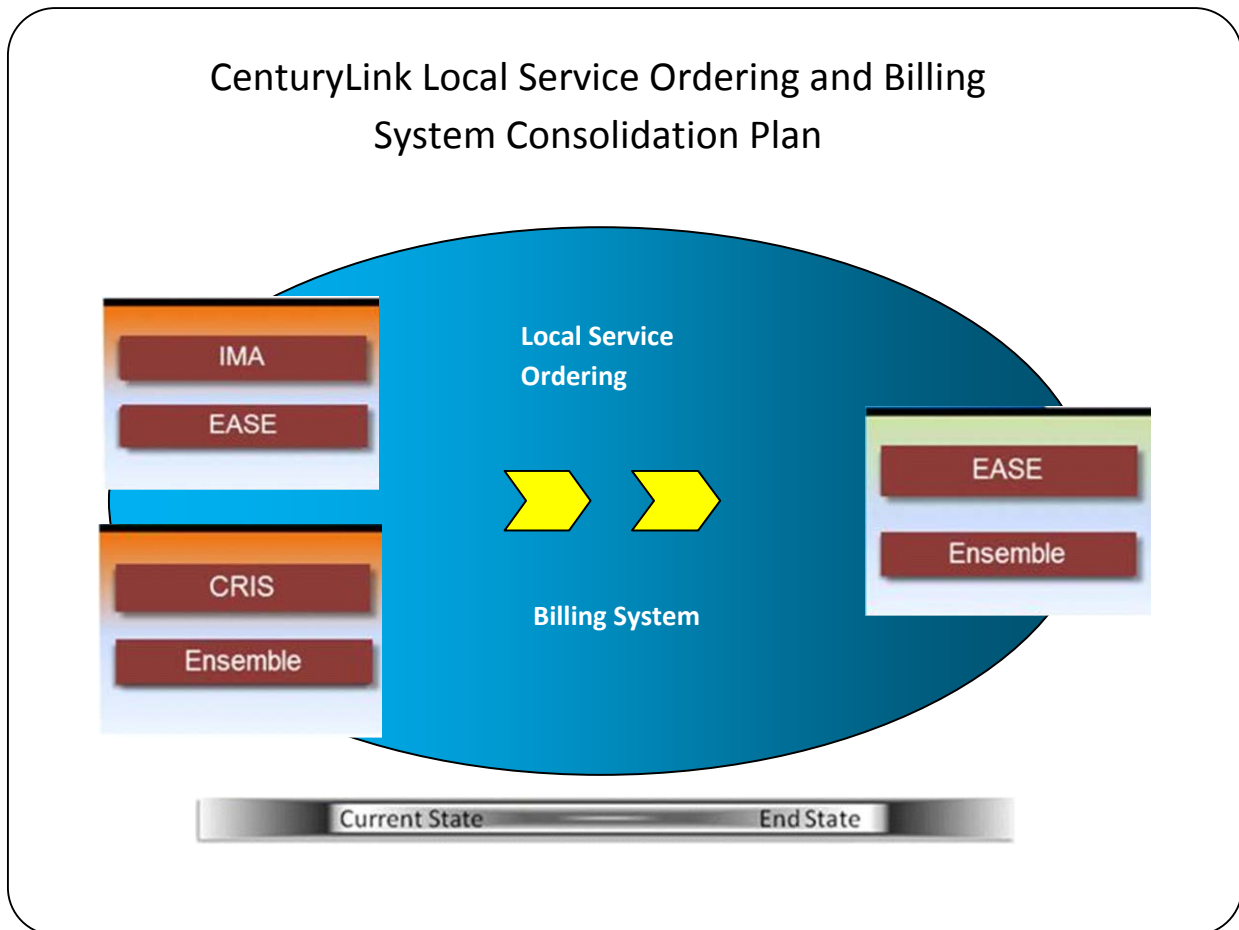 CenturyLink Local Service Ordering and Billing
System Consolidation Plan
IMA
EASE
Local Service
Ordering
EASE
Ensemble
CRIS
Ensemble
Billing System
Current State
End State